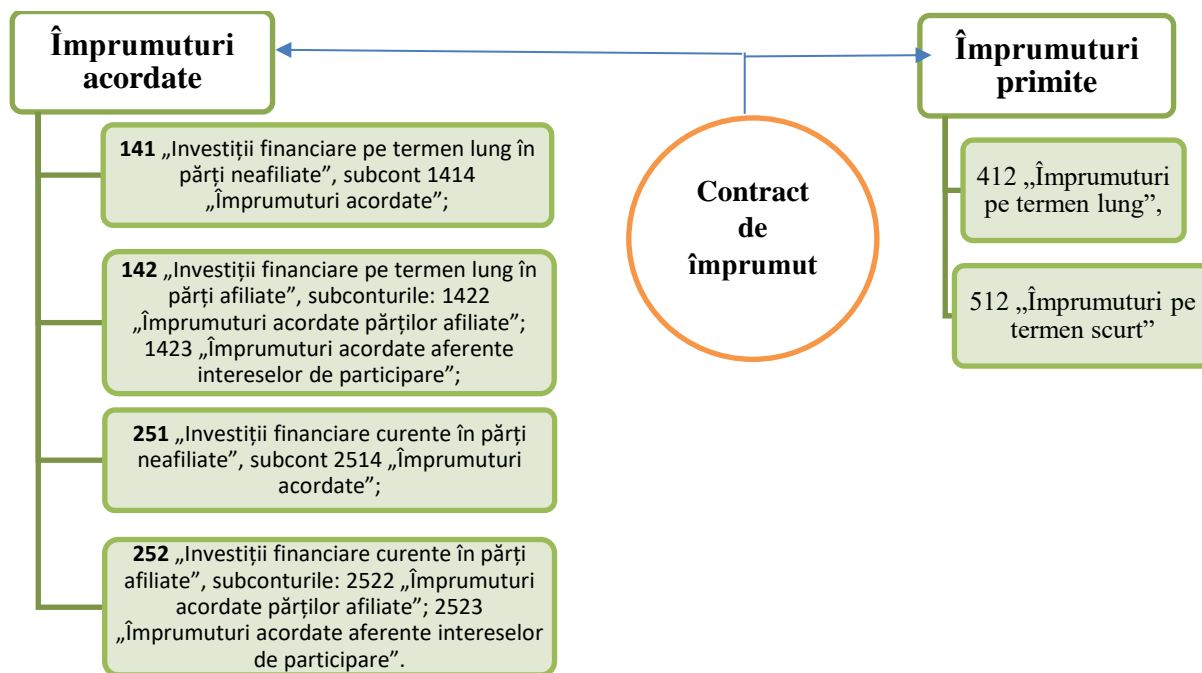 Împrumuturi
acordate
141 „Investiții financiare pe termen lung în
părți neafiliate”, subcont 1414
„Împrumuturi acordate”;
142 „Investiții financiare pe termen lung în
părți afiliate”, subconturile: 1422
„Împrumuturi acordate părților afiliate”;
1423 „Împrumuturi acordate aferente
intereselor de participare”;
251 „Investiții financiare curente în părți
neafiliate”, subcont 2514 „Împrumuturi
acordate”;
252 „Investiții financiare curente în părți
afiliate”, subconturile: 2522 „Împrumuturi
acordate părților afiliate”; 2523
„Împrumuturi acordate aferente intereselor
de participare”.
Contract
de
împrumut
Împrumuturi
primite
412 „Împrumuturi
pe termen lung”,
512 „Împrumuturi pe
termen scurt”